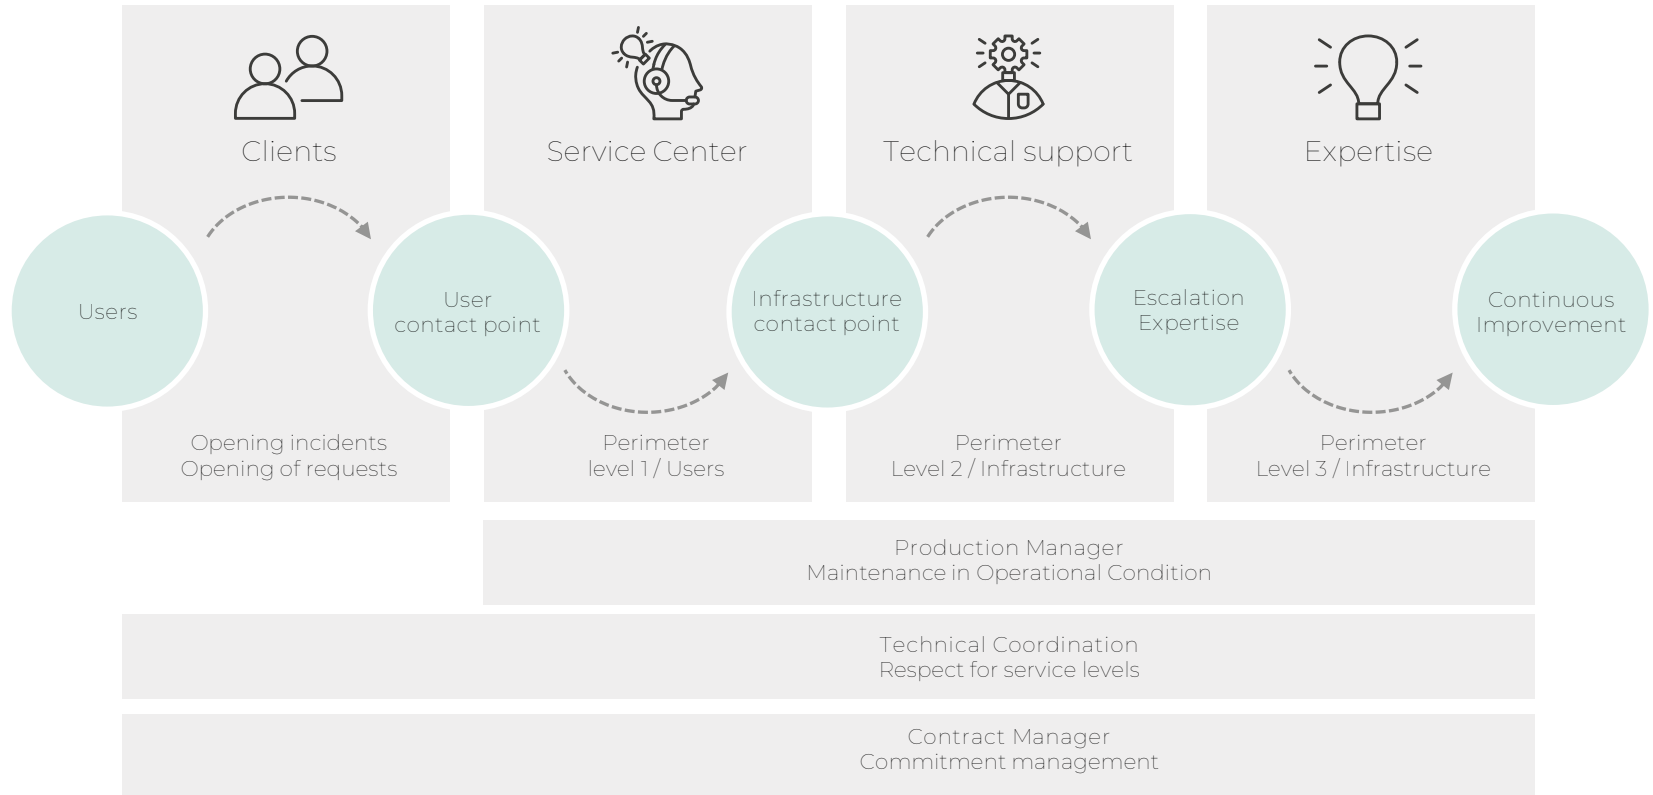 Clients
Service Center
Technical support
Expertise
Users
User
contact point
Infrastructure
contact point
Escalation
Expertise
Continuous
Improvement
Opening incidents
Opening of requests
Perimeter
level 1 / Users
Perimeter
Level 2 / Infrastructure
Perimeter
Level 3 / Infrastructure
Production Manager
Maintenance in Operational Condition
Technical Coordination
Respect for service levels
Contract Manager
Commitment management